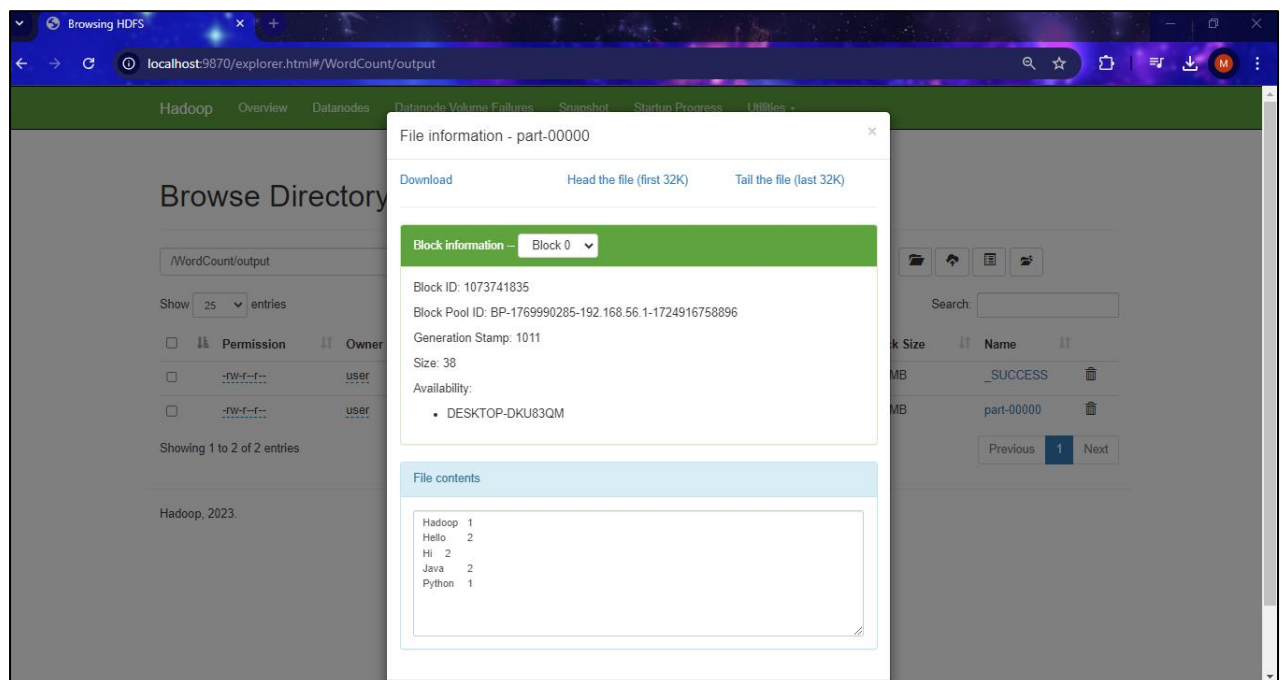 Browsing HDFS
localhost:9870/explorer.html#/WordCount/output
M
Hadoop Overview Datanodes Datanode Volume Failures Snapshot Startup Progress Utilities
File information - part-00000 ×
Download Head the file (first 32K) Tail the file (last 32K)
Browse Directory
Block information -- Block 0
/WordCount/output
Block ID: 1073741835
Show 25 entries Search:
Block Pool ID: BP-1769990285-192.168.56.1-1724916758896
Permission Owner k Size Name
Generation Stamp: 1011
Size: 38
-rw-r--r-- user MB _SUCCESS
Availability:
-rw-r--r-- user MB part-00000
• DESKTOP-DKU83QM
Showing 1 to 2 of 2 entries Previous 1 Next
File contents
Hadoop, 2023.
Hadoop 1
Hello 2
Hi 2
Java 2
Python 1